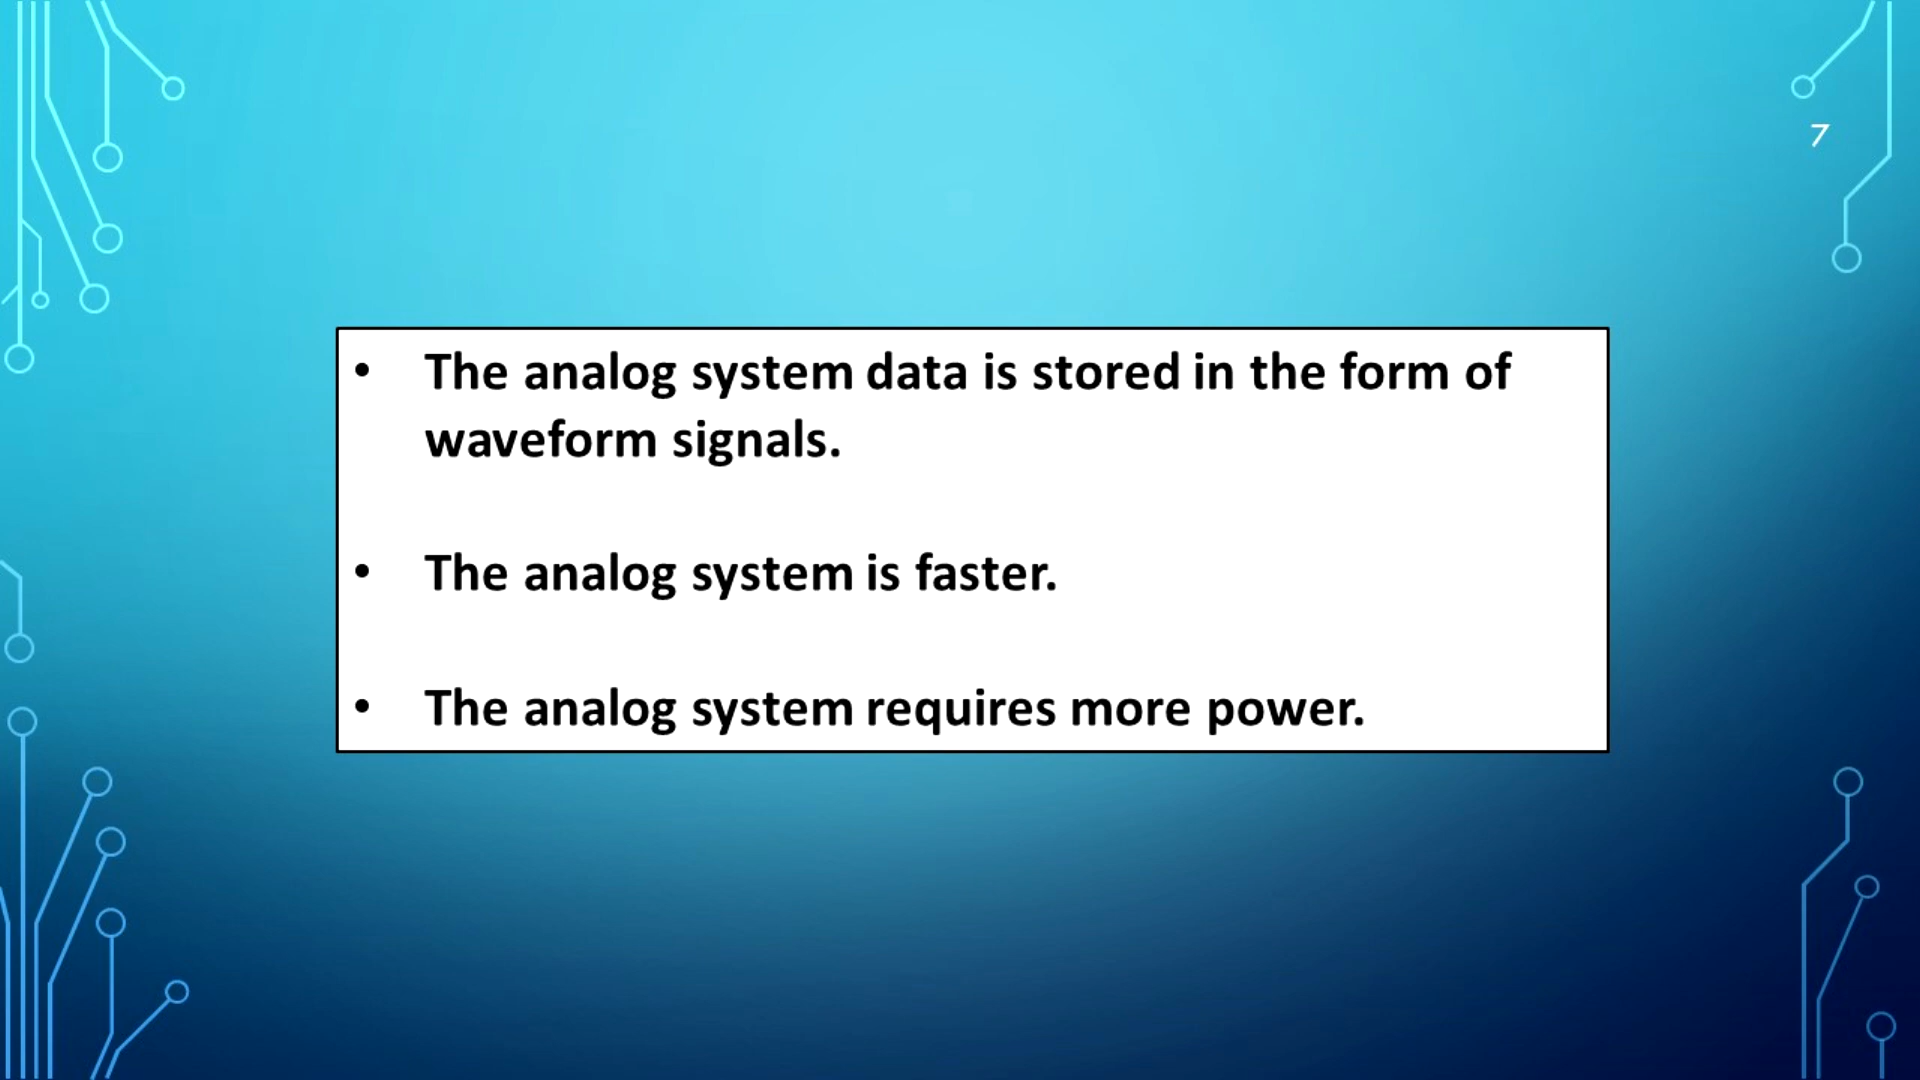 7
• The analog system data is stored in the form of
waveform signals.
• The analog system is faster.
• The analog system requires more power.